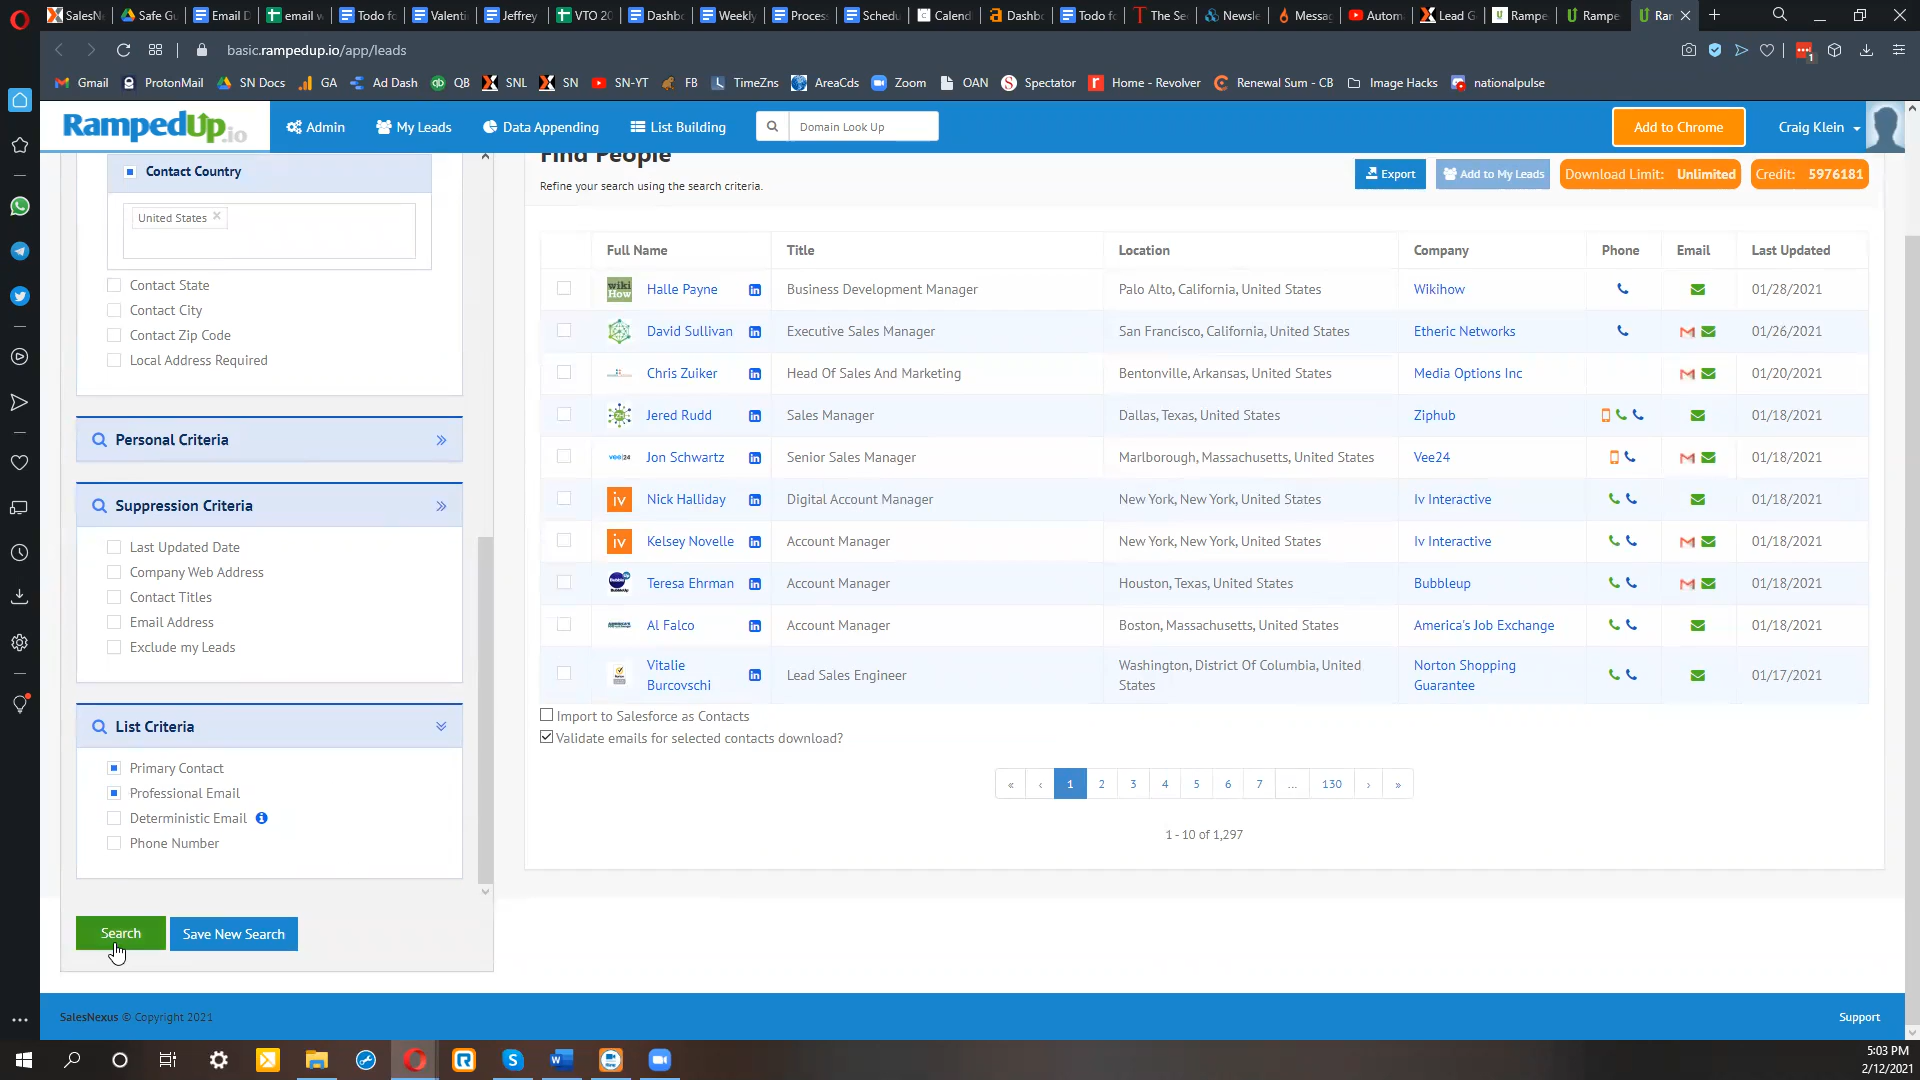 SalesNe
Safe Gu
Email D
email w
Todo fo
Valenti
Jeffrey
VTO 20
Dashbo
Weekly
Process
Schedu
Calend
Dashbo
Todo fo
The Se
Newsle
Messag
Autom
Lead G
Rampe
Rampe
Ram
basic.rampedup.io/app/leads
Gmail
ProtonMail
SN Docs
GA
Ad Dash
QB
SNL
SN
SN-YT
FB
TimeZns
AreaCds
Zoom
OAN
Spectator
Home - Revolver
Renewal Sum - CB
Image Hacks
nationalpulse
RampedUp.io
Admin
My Leads
Data Appending
List Building
Domain Look Up
Add to Chrome
Craig Klein
Contact Country
United States
Contact State
Contact City
Contact Zip Code
Local Address Required
Personal Criteria
Suppression Criteria
Last Updated Date
Company Web Address
Contact Titles
Email Address
Exclude my Leads
List Criteria
Primary Contact
Professional Email
Deterministic Email
Phone Number
Search
Save New Search
Find People
Refine your search using the search criteria.
Export
Add to My Leads
Download Limit: Unlimited
Credit: 5976181
Full Name Title Location Company Phone Email Last Updated
wiki How Halle Payne Business Development Manager Palo Alto, California, United States Wikihow 01/28/2021
David Sullivan Executive Sales Manager San Francisco, California, United States Etheric Networks 01/26/2021
Chris Zuiker Head Of Sales And Marketing Bentonville, Arkansas, United States Media Options Inc 01/20/2021
Jered Rudd Sales Manager Dallas, Texas, United States Ziphub 01/18/2021
vee24 Jon Schwartz Senior Sales Manager Marlborough, Massachusetts, United States Vee24 01/18/2021
iv Nick Halliday Digital Account Manager New York, New York, United States Iv Interactive 01/18/2021
iv Kelsey Novelle Account Manager New York, New York, United States Iv Interactive 01/18/2021
Teresa Ehrman Account Manager Houston, Texas, United States Bubbleup 01/18/2021
Al Falco Account Manager Boston, Massachusetts, United States America's Job Exchange 01/18/2021
Vitalie Burcovschi Lead Sales Engineer Washington, District Of Columbia, United States Norton Shopping Guarantee 01/17/2021
Import to Salesforce as Contacts
Validate emails for selected contacts download?
« ‹ 1 2 3 4 5 6 7 ... 130 › »
1 - 10 of 1,297
SalesNexus © Copyright 2021
Support
5:03 PM
2/12/2021